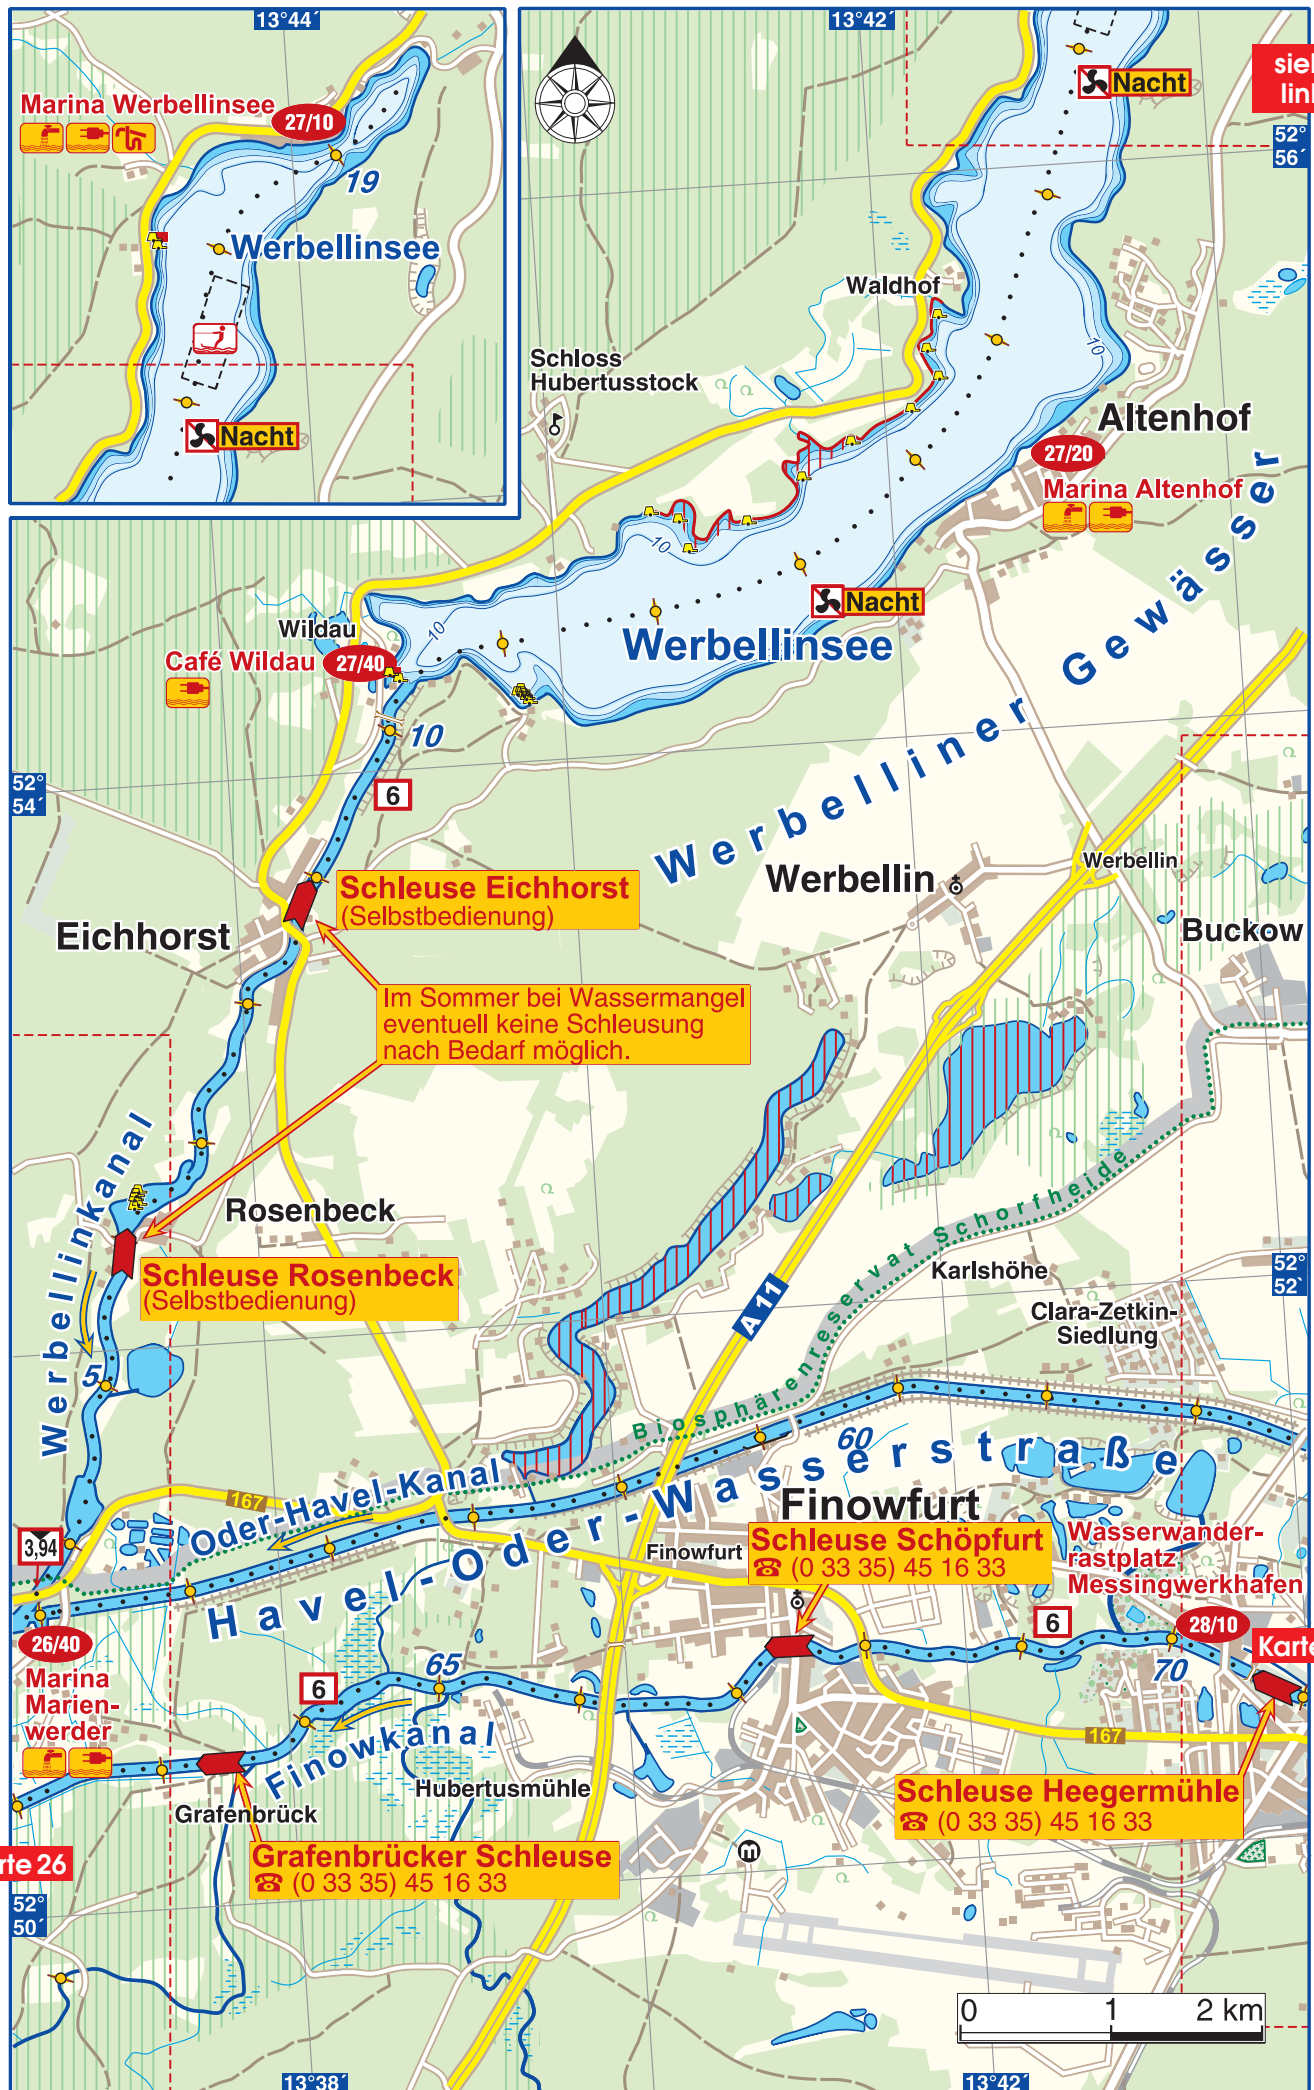 13°44´
Marina Werbellinsee
27/10
19
Werbellinsee
Nacht
13°42´
Nacht
52°
56´
Waldhof
Schloss
Hubertusstock
10
Altenhof
27/20
Marina Altenhof
10
Nacht
Werbellinsee
10
Wildau
Café Wildau
27/40
10
6
Werbelliner Gewässer
52°
54´
Schleuse Eichhorst
(Selbstbedienung)
Eichhorst
Werbellin
Werbellin
Buckow
Im Sommer bei Wassermangel
eventuell keine Schleusung
nach Bedarf möglich.
Werbellinkanal
Rosenbeck
Schleuse Rosenbeck
(Selbstbedienung)
5
Biosphärenreservat Schorfheide
Karlshöhe
52°
52´
A 11
Clara-Zetkin-
Siedlung
60
Oder-Havel-Kanal
167
Havel-Oder-Wasserstraße
3,94
Finowfurt
Finowfurt
Schleuse Schöpfurt
☎ (0 33 35) 45 16 33
Wasserwander-
rastplatz
Messingwerkhafen
28/10
6
70
Karte
26/40
Marina
Marien-
werder
6
65
Finowkanal
Hubertusmühle
Grafenbrück
167
Schleuse Heegermühle
☎ (0 33 35) 45 16 33
Grafenbrücker Schleuse
☎ (0 33 35) 45 16 33
m
rte 26
52°
50´
0 1 2 km
13°38´
13°42´